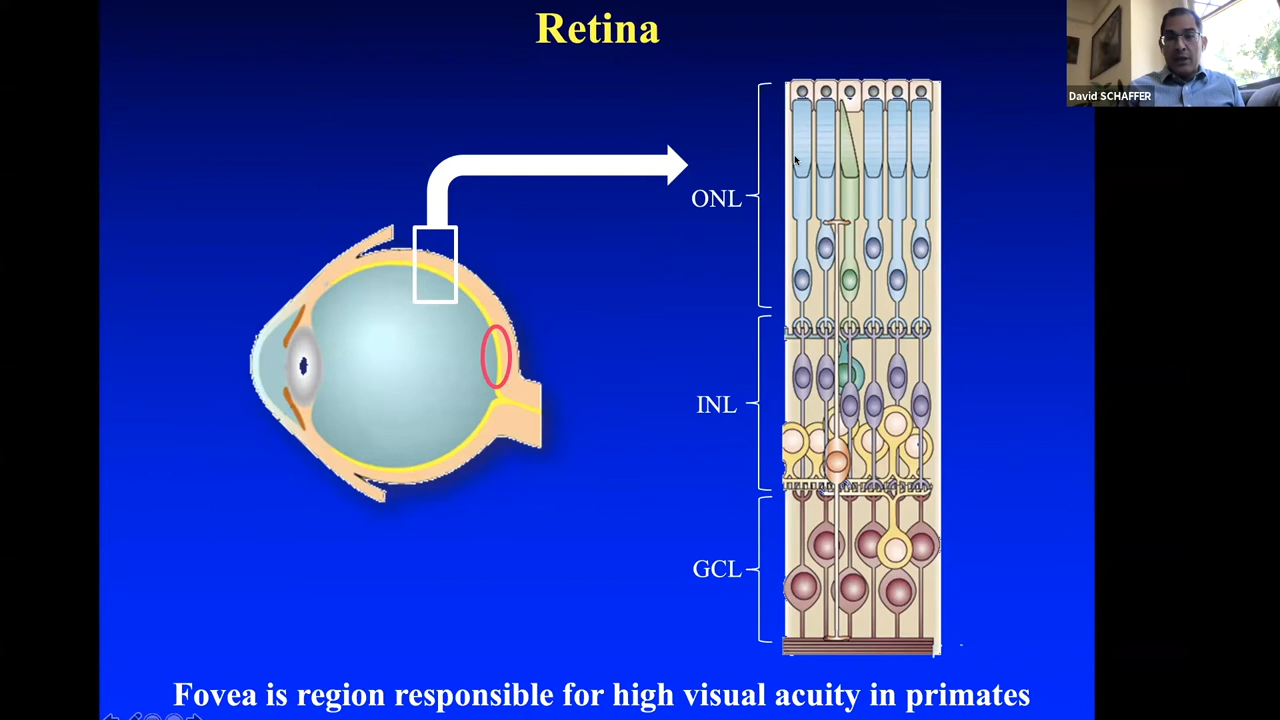 Retina
David SCHAFFER
ONL
INL
GCL
Fovea is region responsible for high visual acuity in primates